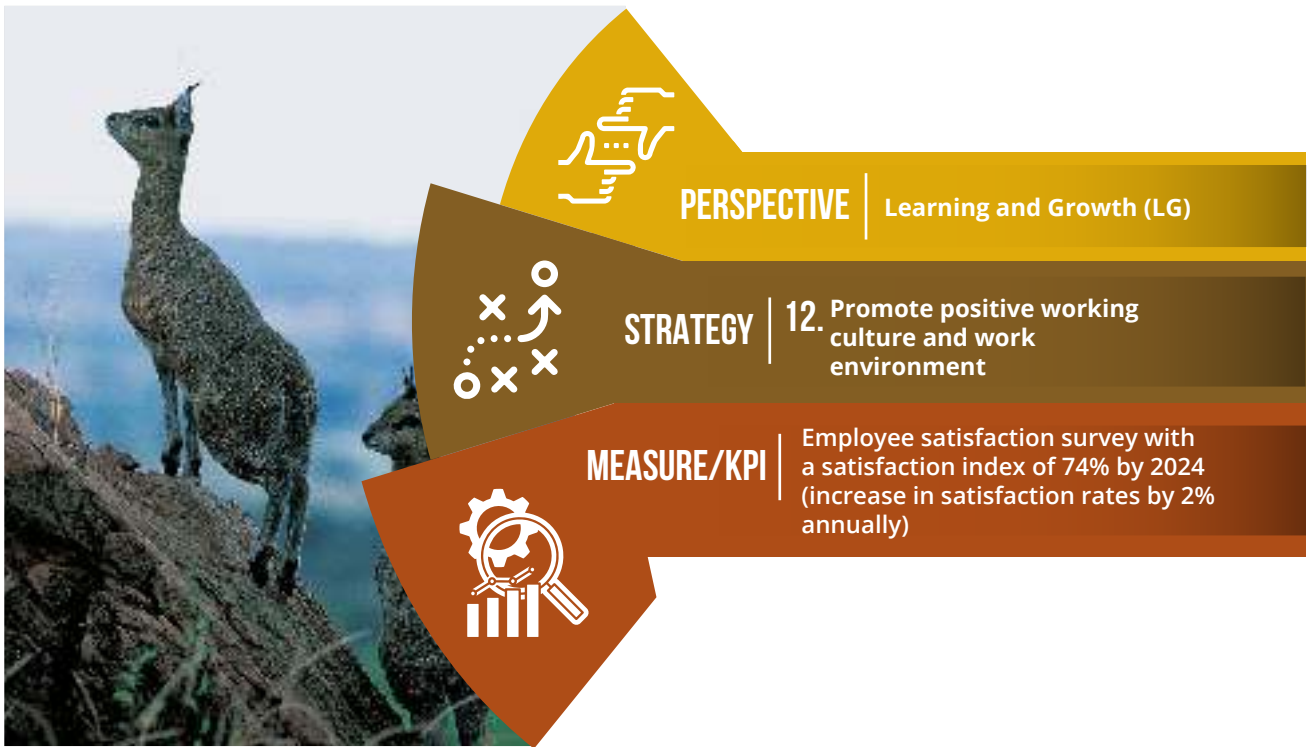 PERSPECTIVE
Learning and Growth (LG)
STRATEGY
12.
Promote positive working
culture and work
environment
MEASURE/KPI
Employee satisfaction survey with
a satisfaction index of 74% by 2024
(increase in satisfaction rates by 2%
annually)